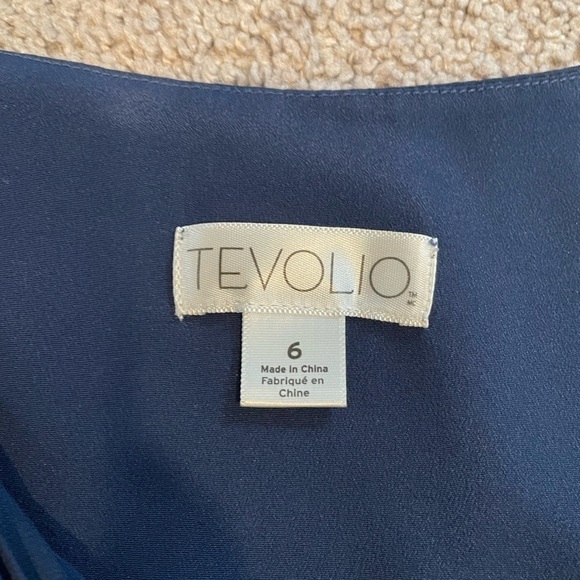 TEVOLIO
TM
MC
6
Made in China
Fabriqué en
Chine